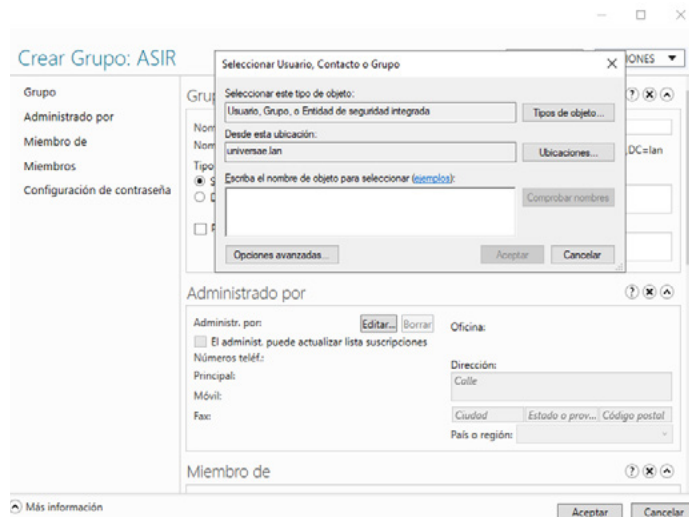 Crear Grupo: ASIR
IONES
Grupo
Administrado por
Miembro de
Miembros
Configuración de contraseña
Seleccionar Usuario, Contacto o Grupo
Seleccionar este tipo de objeto:
Usuario, Grupo, o Entidad de seguridad integrada
Tipos de objeto...
Desde esta ubicación:
universae.lan
Ubicaciones...
Escriba el nombre de objeto para seleccionar (ejemplos):
Comprobar nombres
Opciones avanzadas...
Aceptar
Cancelar
Grup
Nom
Nom
,DC=lan
Tipo
Administrado por
Administr. por:
Editar...
Borrar
Oficina:
El administ. puede actualizar lista suscripciones
Números teléf.:
Dirección:
Principal:
Calle
Móvil:
Fax:
Ciudad
Estado o prov...
Código postal
País o región:
Miembro de
Más información
Aceptar
Cancelar